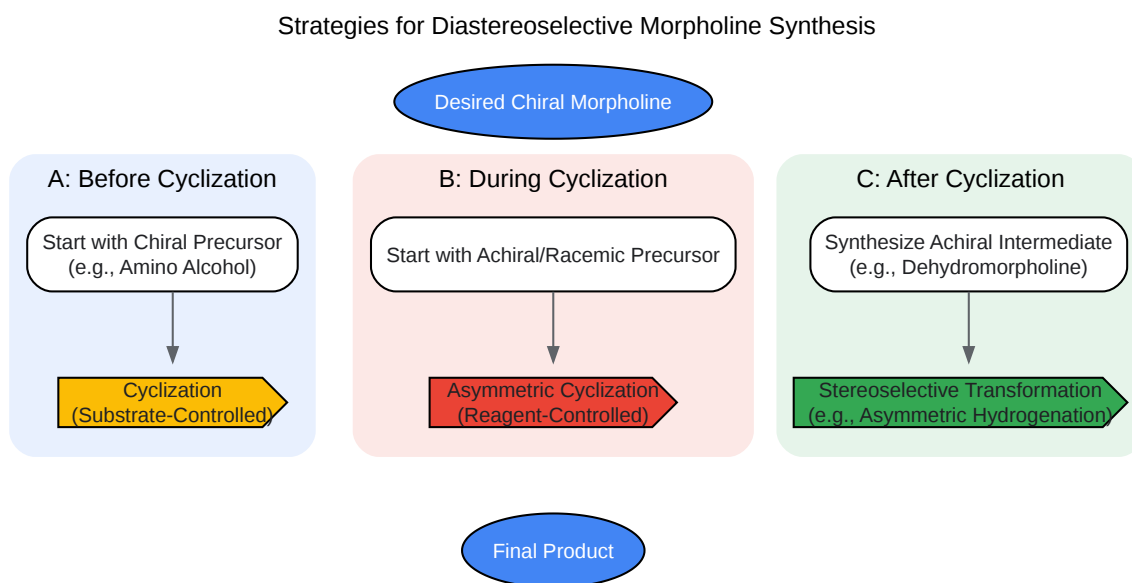 Strategies for Diastereoselective Morpholine Synthesis
Desired Chiral Morpholine
A: Before Cyclization
Start with Chiral Precursor
(e.g., Amino Alcohol)
Cyclization
(Substrate-Controlled)
B: During Cyclization
Start with Achiral/Racemic Precursor
Asymmetric Cyclization
(Reagent-Controlled)
C: After Cyclization
Synthesize Achiral Intermediate
(e.g., Dehydromorpholine)
Stereoselective Transformation
(e.g., Asymmetric Hydrogenation)
Final Product